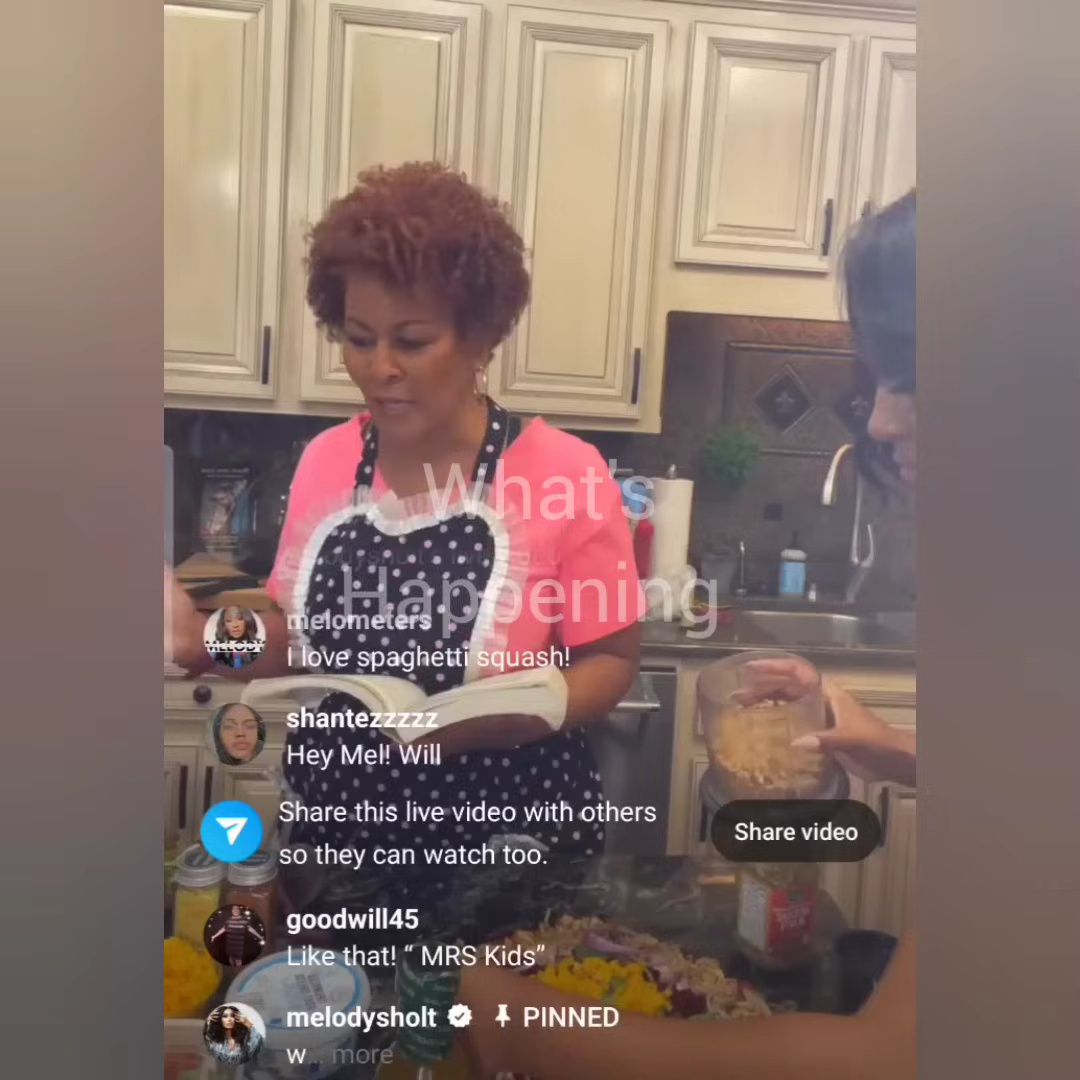 What's
Happening
melometers
I love spaghetti squash!
shantezzzzz
Hey Mel! Will
Share this live video with others
so they can watch too.
Share video
goodwill45
Like that! “ MRS Kids”
melodysholt PINNED
w... more